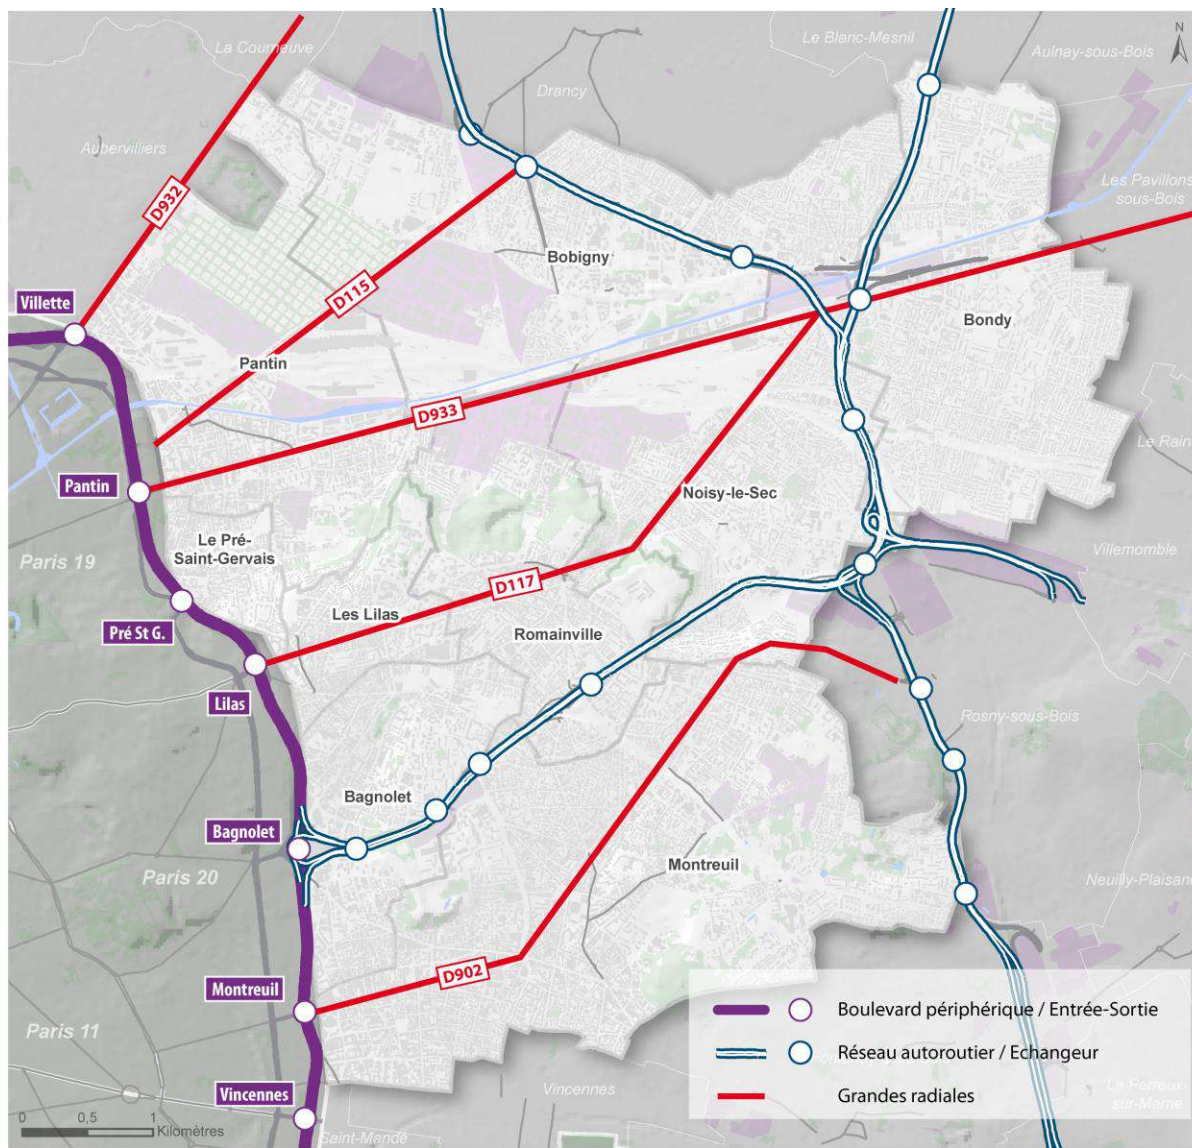 N
La Courneuve
Le Blanc-Mesnil
Aulnay-sous-Bois
Drancy
Aubervilliers
Les Pavillons
sous-Bois
D932
Bobigny
Villette
D115
Bondy
Pantin
D933
Le Rain
Pantin
Noisy-le-Sec
Le Pré-
Saint-Gervais
Paris 19
Villemomble
D117
Les Lilas
Pré St G.
Romainville
Lilas
Rosny-sous-Bois
Bagnolet
Bagnolet
Montreuil
Paris 20
Neuilly-Plaisan
D902
Montreuil
Paris 11
Boulevard périphérique / Entrée-Sortie
Réseau autoroutier / Echangeur
Grandes radiales
Vincennes
Vincennes
Le Perreux
sur-Marne
0 0,5 1
Kilomètres
Saint-Mandé